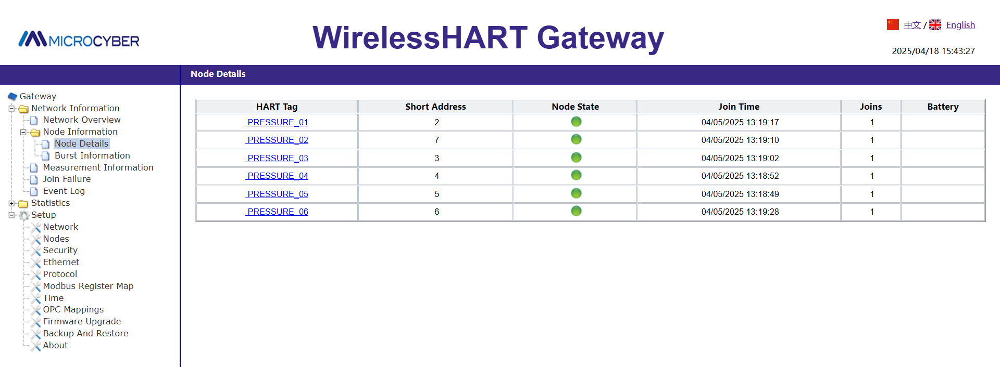 MICROCYBER
WirelessHART Gateway
中文 / English
2025/04/18 15:43:27
Node Details
Gateway
Network Information
Network Overview
Node Information
Node Details
Burst Information
Measurement Information
Join Failure
Event Log
Statistics
Setup
Network
Nodes
Security
Ethernet
Protocol
Modbus Register Map
Time
OPC Mappings
Firmware Upgrade
Backup And Restore
About
HART Tag Short Address Node State Join Time Joins Battery
PRESSURE_01 2 04/05/2025 13:19:17 1
PRESSURE_02 7 04/05/2025 13:19:10 1
PRESSURE_03 3 04/05/2025 13:19:02 1
PRESSURE_04 4 04/05/2025 13:18:52 1
PRESSURE_05 5 04/05/2025 13:18:49 1
PRESSURE_06 6 04/05/2025 13:19:28 1